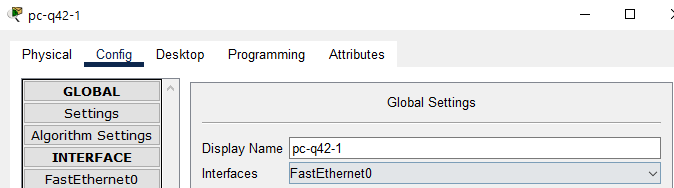 pc-q42-1
Physical Config Desktop Programming Attributes
GLOBAL
Settings
Algorithm Settings
INTERFACE
FastEthernet0
Global Settings
Display Name pc-q42-1
Interfaces FastEthernet0